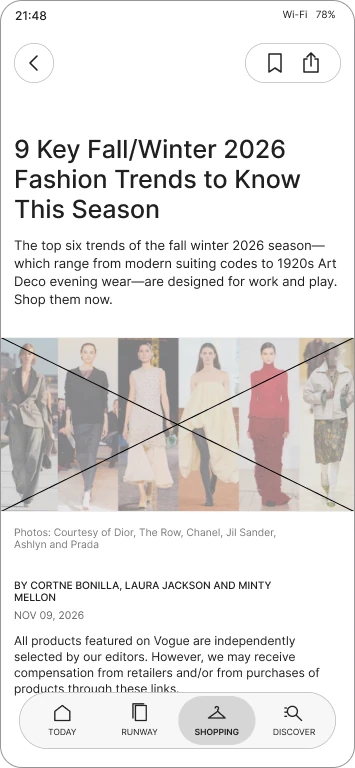 21:48
Wi-Fi 78%
9 Key Fall/Winter 2026
Fashion Trends to Know
This Season
The top six trends of the fall winter 2026 season—
which range from modern suiting codes to 1920s Art
Deco evening wear—are designed for work and play.
Shop them now.
Photos: Courtesy of Dior, The Row, Chanel, Jil Sander,
Ashlyn and Prada
BY CORTNE BONILLA, LAURA JACKSON AND MINTY
MELLON
NOV 09, 2026
All products featured on Vogue are independently
selected by our editors. However, we may receive
compensation from retailers and/or from purchases of
products through these links.
TODAY RUNWAY SHOPPING DISCOVER